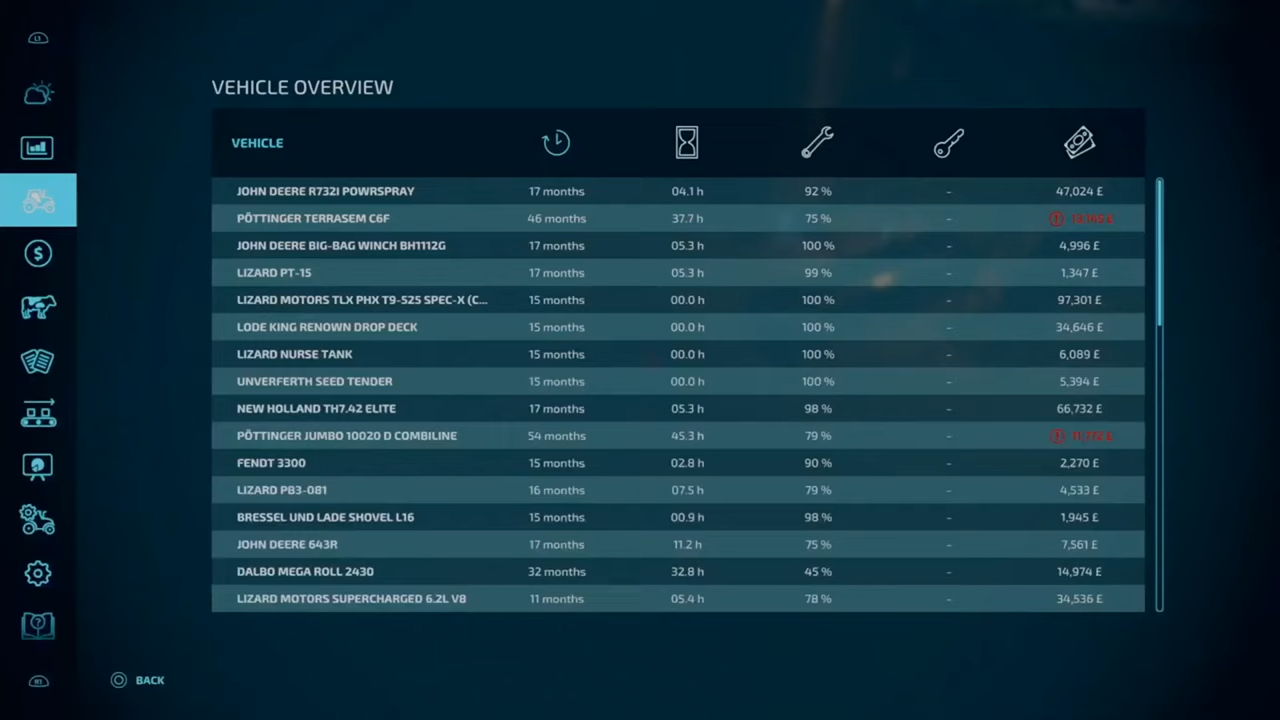 L1
VEHICLE OVERVIEW
VEHICLE
JOHN DEERE R732I POWRSPRAY 17 months 04.1 h 92 % - 47,024 £
PÖTTINGER TERRASEM C6F 46 months 37.7 h 75 % -
JOHN DEERE BIG-BAG WINCH BH1112G 17 months 05.3 h 100 % - 4,996 £
LIZARD PT-15 17 months 05.3 h 99 % - 1,347 £
LIZARD MOTORS TLX PHX T9-525 SPEC-X (C... 15 months 00.0 h 100 % - 97,301 £
LODE KING RENOWN DROP DECK 15 months 00.0 h 100 % - 34,646 £
LIZARD NURSE TANK 15 months 00.0 h 100 % - 6,089 £
UNVERFERTH SEED TENDER 15 months 00.0 h 100 % - 5,394 £
NEW HOLLAND TH7.42 ELITE 17 months 05.3 h 98 % - 66,732 £
PÖTTINGER JUMBO 10020 D COMBILINE 54 months 45.3 h 79 % -
FENDT 3300 15 months 02.8 h 90 % - 2,270 £
LIZARD PB3-081 16 months 07.5 h 79 % - 4,533 £
BRESSEL UND LADE SHOVEL L16 15 months 00.9 h 98 % - 1,945 £
JOHN DEERE 643R 17 months 11.2 h 75 % - 7,561 £
DALBO MEGA ROLL 2430 32 months 32.8 h 45 % - 14,974 £
LIZARD MOTORS SUPERCHARGED 6.2L V8 11 months 05.4 h 78 % - 34,536 £
R1
BACK